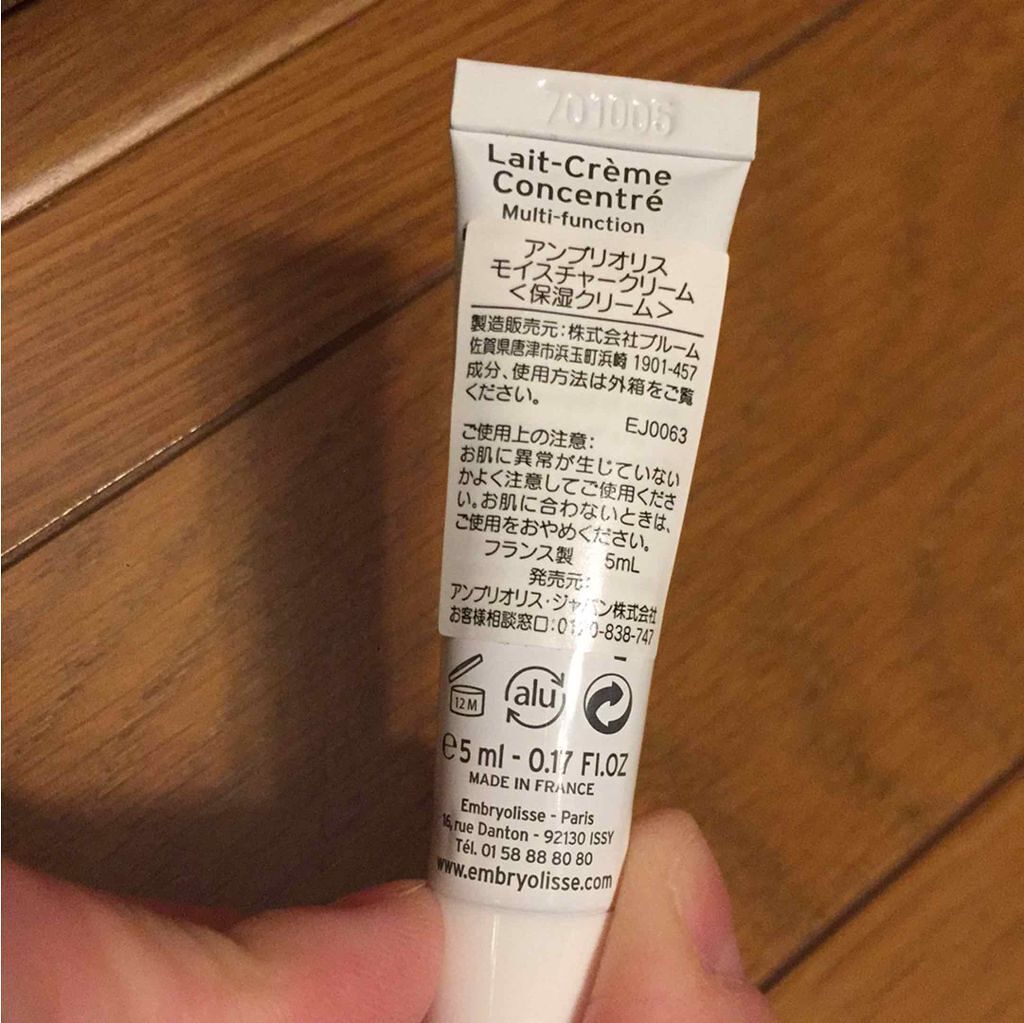 701005
Lait-Crème
Concentré
Multi-function
アンブリオリス
モイスチャークリーム
<保湿クリーム>
製造販売元:株式会社ブルーム
佐賀県唐津市浜玉町浜崎 1901-457
成分、使用方法は外箱をご覧
ください。
EJ0063
ご使用上の注意:
お肌に異常が生じていない
かよく注意してご使用くださ
い。お肌に合わないときは、
ご使用をおやめください。
フランス製 5mL
発売元:
アンブリオリス・ジャパン株式会社
お客様相談窓口:0120-838-747
12 M
alu
e5 ml - 0.17 Fl.OZ
MADE IN FRANCE
Embryolisse - Paris
16, rue Danton - 92130 ISSY
Tél. 01 58 88 80 80
www.embryolisse.com